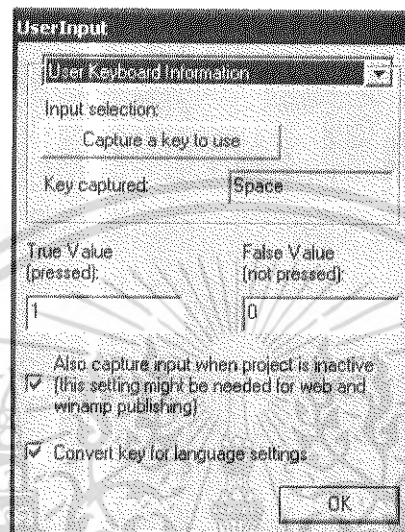 UserInput
User Keyboard Information
Input selection:
Capture a key to use
Key captured: Space
True Value False Value
(pressed): (not pressed):
1 0
Also capture input when project is inactive
(this setting might be needed for web and
winamp publishing)
Convert key for language settings
OK